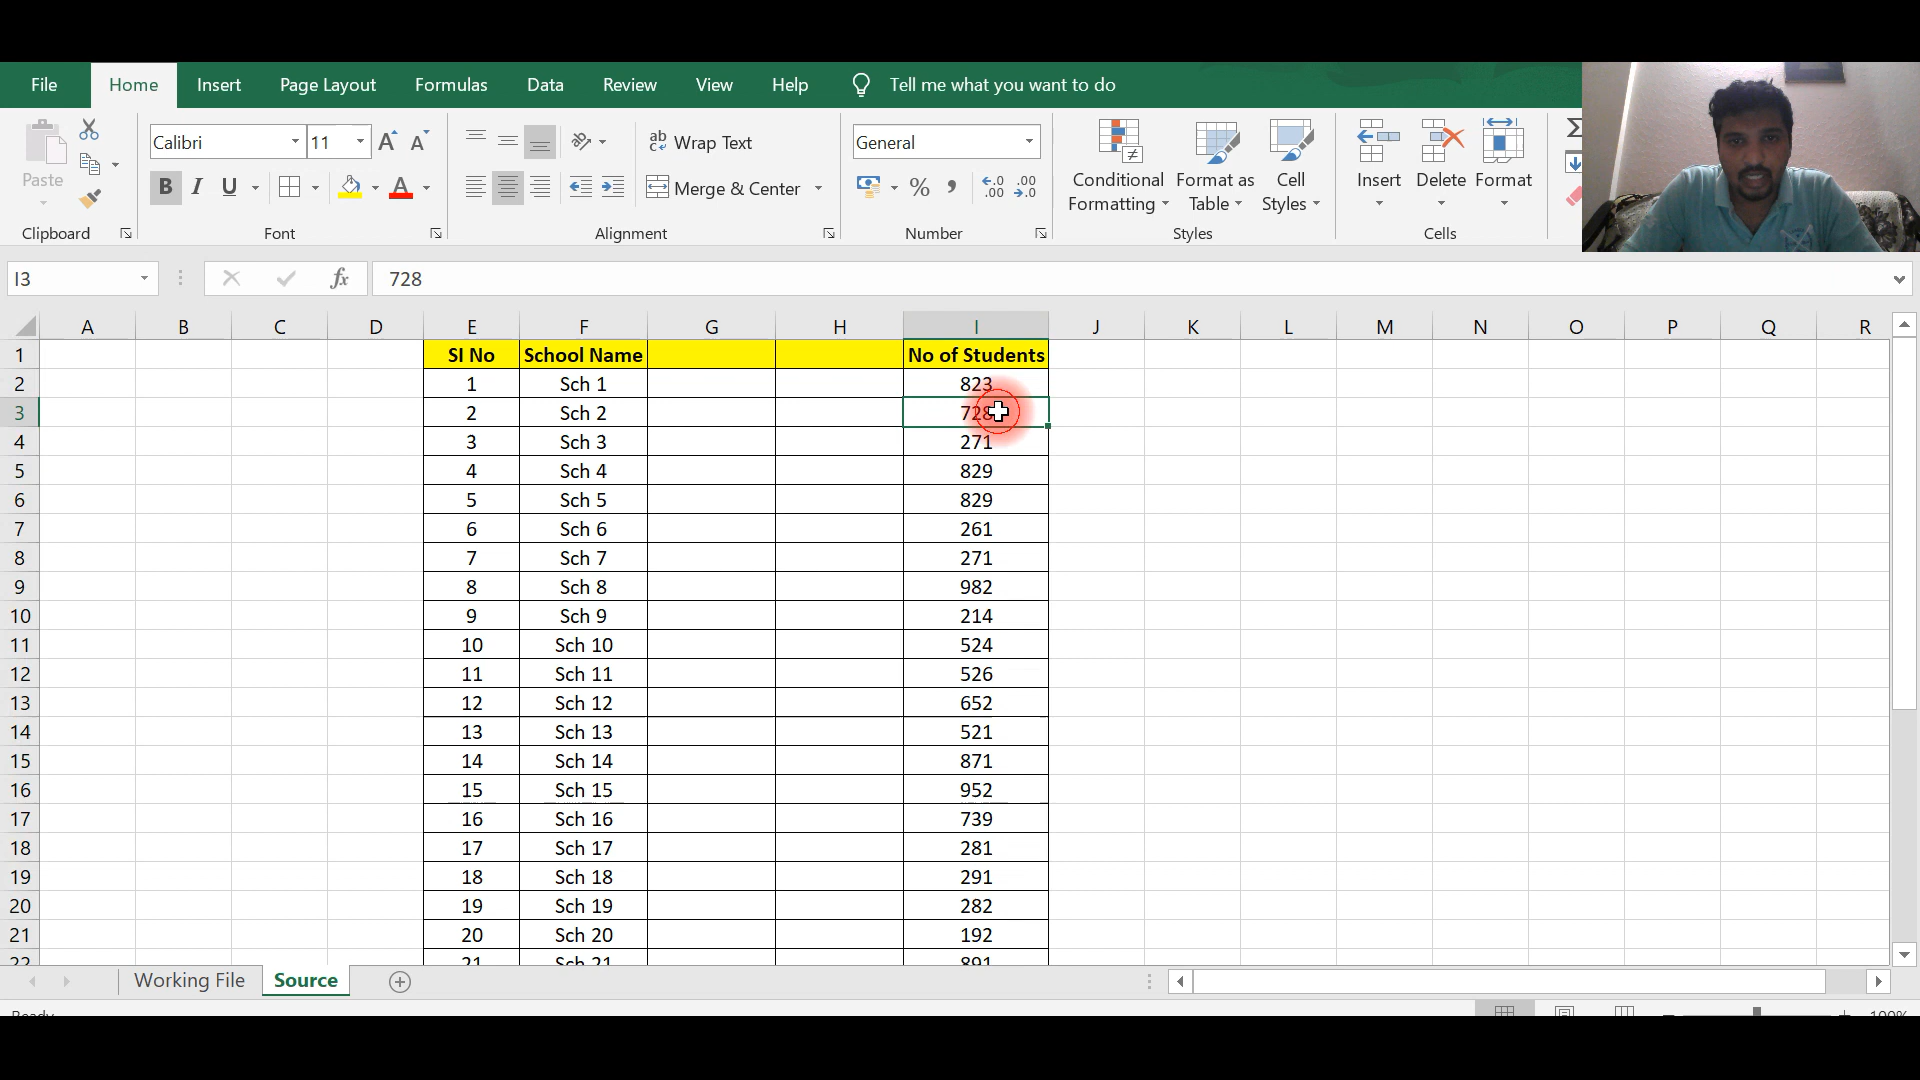 File Home Insert Page Layout Formulas Data Review View Help Tell me what you want to do
Calibri 11 A A ab c Wrap Text General
Paste B I U A Merge & Center % , .0 .00 .00 .0 Conditional Formatting Format as Table Cell Styles Insert Delete Format Σ
Clipboard Font Alignment Number Styles Cells
I3 fx 728
A B C D E F G H I J K L M N O P Q R
1 SI No School Name No of Students
2 1 Sch 1 823
3 2 Sch 2 728
4 3 Sch 3 271
5 4 Sch 4 829
6 5 Sch 5 829
7 6 Sch 6 261
8 7 Sch 7 271
9 8 Sch 8 982
10 9 Sch 9 214
11 10 Sch 10 524
12 11 Sch 11 526
13 12 Sch 12 652
14 13 Sch 13 521
15 14 Sch 14 871
16 15 Sch 15 952
17 16 Sch 16 739
18 17 Sch 17 281
19 18 Sch 18 291
20 19 Sch 19 282
21 20 Sch 20 192
22 21 Sch 21 891
Working File Source
Ready 100%